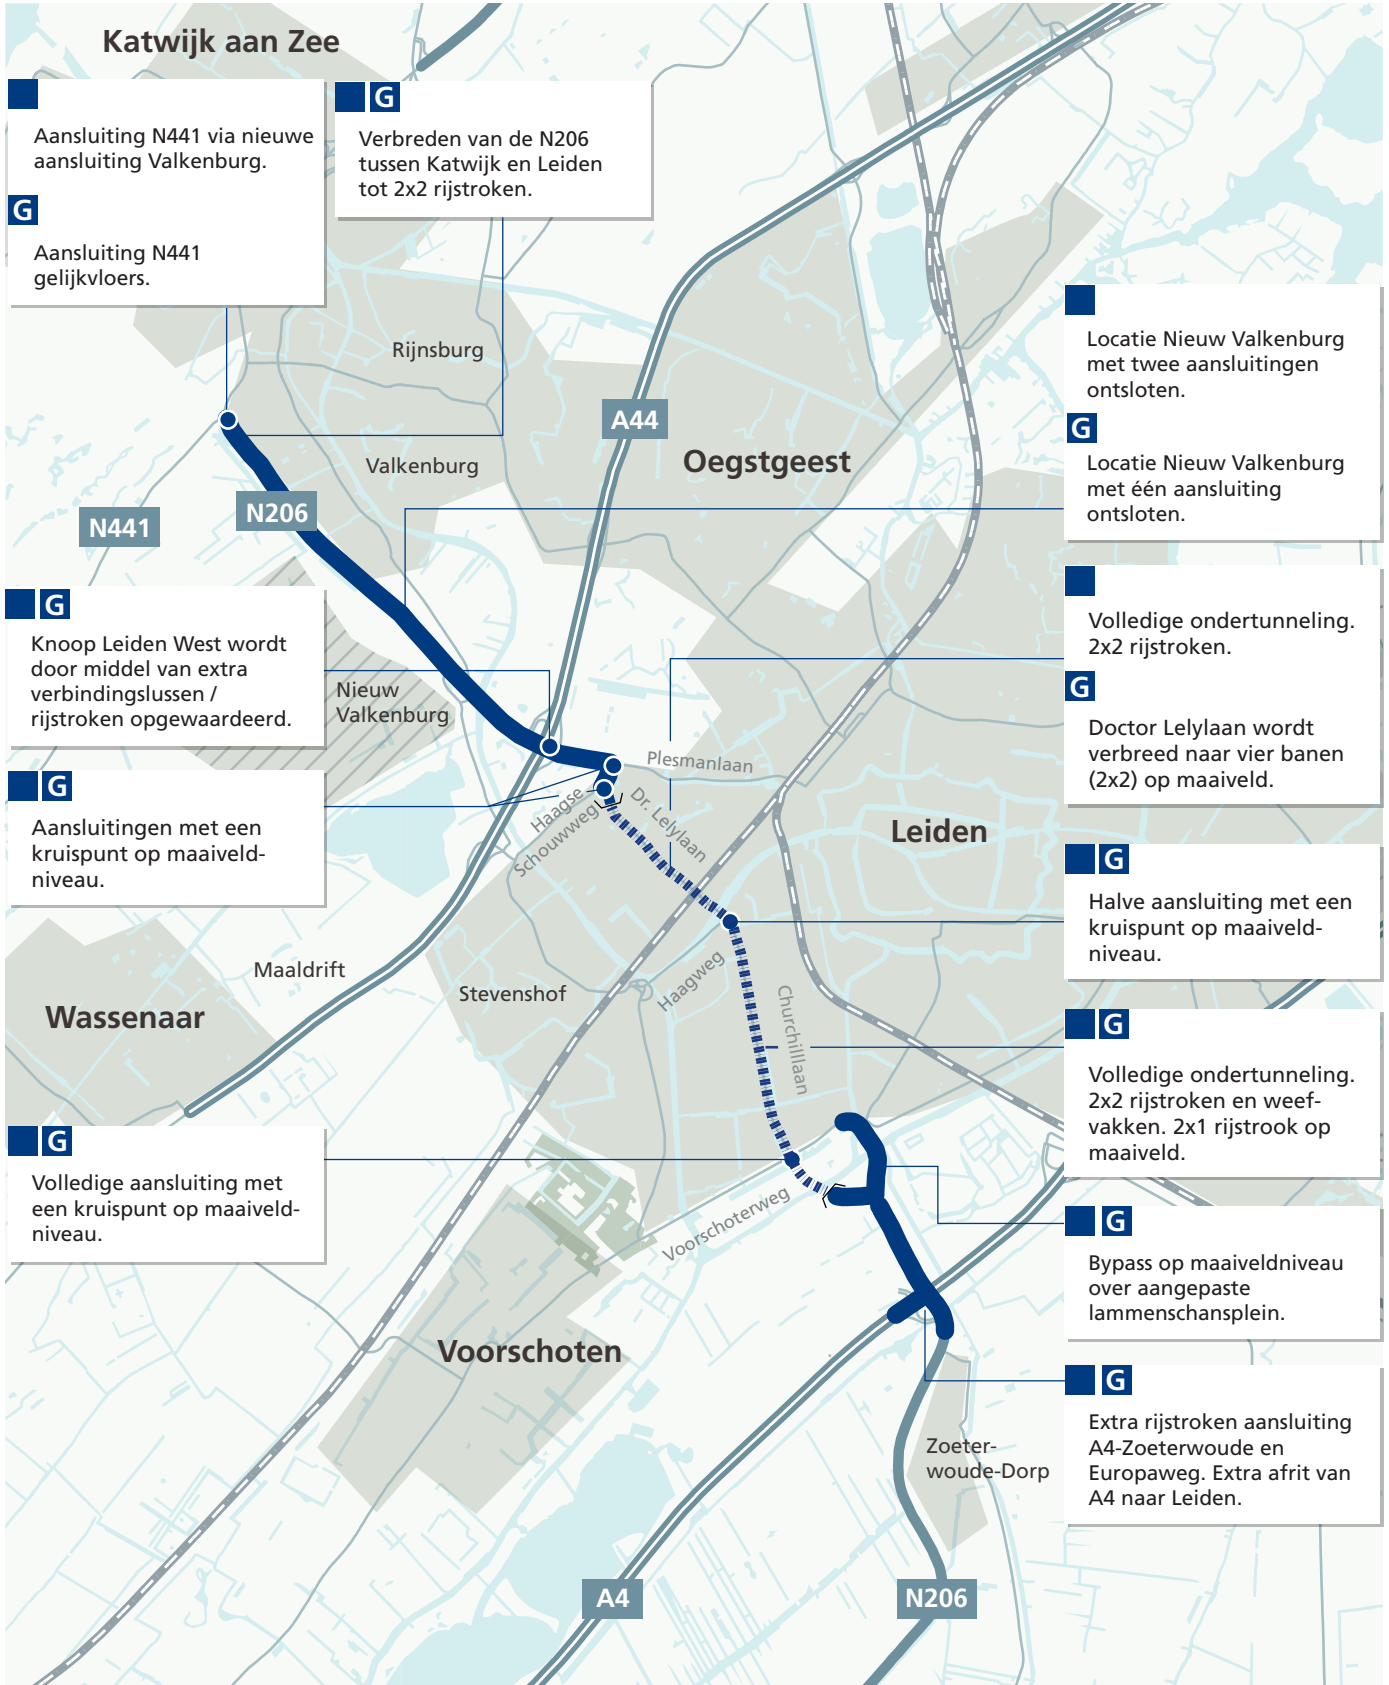 Katwijk aan Zee
Aansluiting N441 via nieuwe
aansluiting Valkenburg.
G
Aansluiting N441
gelijkvloers.
G
Verbreden van de N206
tussen Katwijk en Leiden
tot 2x2 rijstroken.
Locatie Nieuw Valkenburg
met twee aansluitingen
ontsloten.
G
Locatie Nieuw Valkenburg
met één aansluiting
ontsloten.
Rijnsburg
A44
Valkenburg
Oegstgeest
N206
N441
G
Knoop Leiden West wordt
door middel van extra
verbindingslussen /
rijstroken opgewaardeerd.
Nieuw
Valkenburg
Volledige ondertunneling.
2x2 rijstroken.
G
Doctor Lelylaan wordt
verbreed naar vier banen
(2x2) op maaiveld.
Plesmanlaan
G
Aansluitingen met een
kruispunt op maaiveld-
niveau.
Haagse
Schouwweg
Dr. Lelylaan
Leiden
G
Halve aansluiting met een
kruispunt op maaiveld-
niveau.
Maaldrift
Stevenshof
Haagweg
Churchilllaan
Wassenaar
G
Volledige ondertunneling.
2x2 rijstroken en weef-
vakken. 2x1 rijstrook op
maaiveld.
G
Volledige aansluiting met
een kruispunt op maaiveld-
niveau.
Voorschoterweg
G
Bypass op maaiveldniveau
over aangepaste
lammenschansplein.
Voorschoten
G
Extra rijstroken aansluiting
A4-Zoeterwoude en
Europaweg. Extra afrit van
A4 naar Leiden.
Zoeter-
woude-Dorp
A4
N206